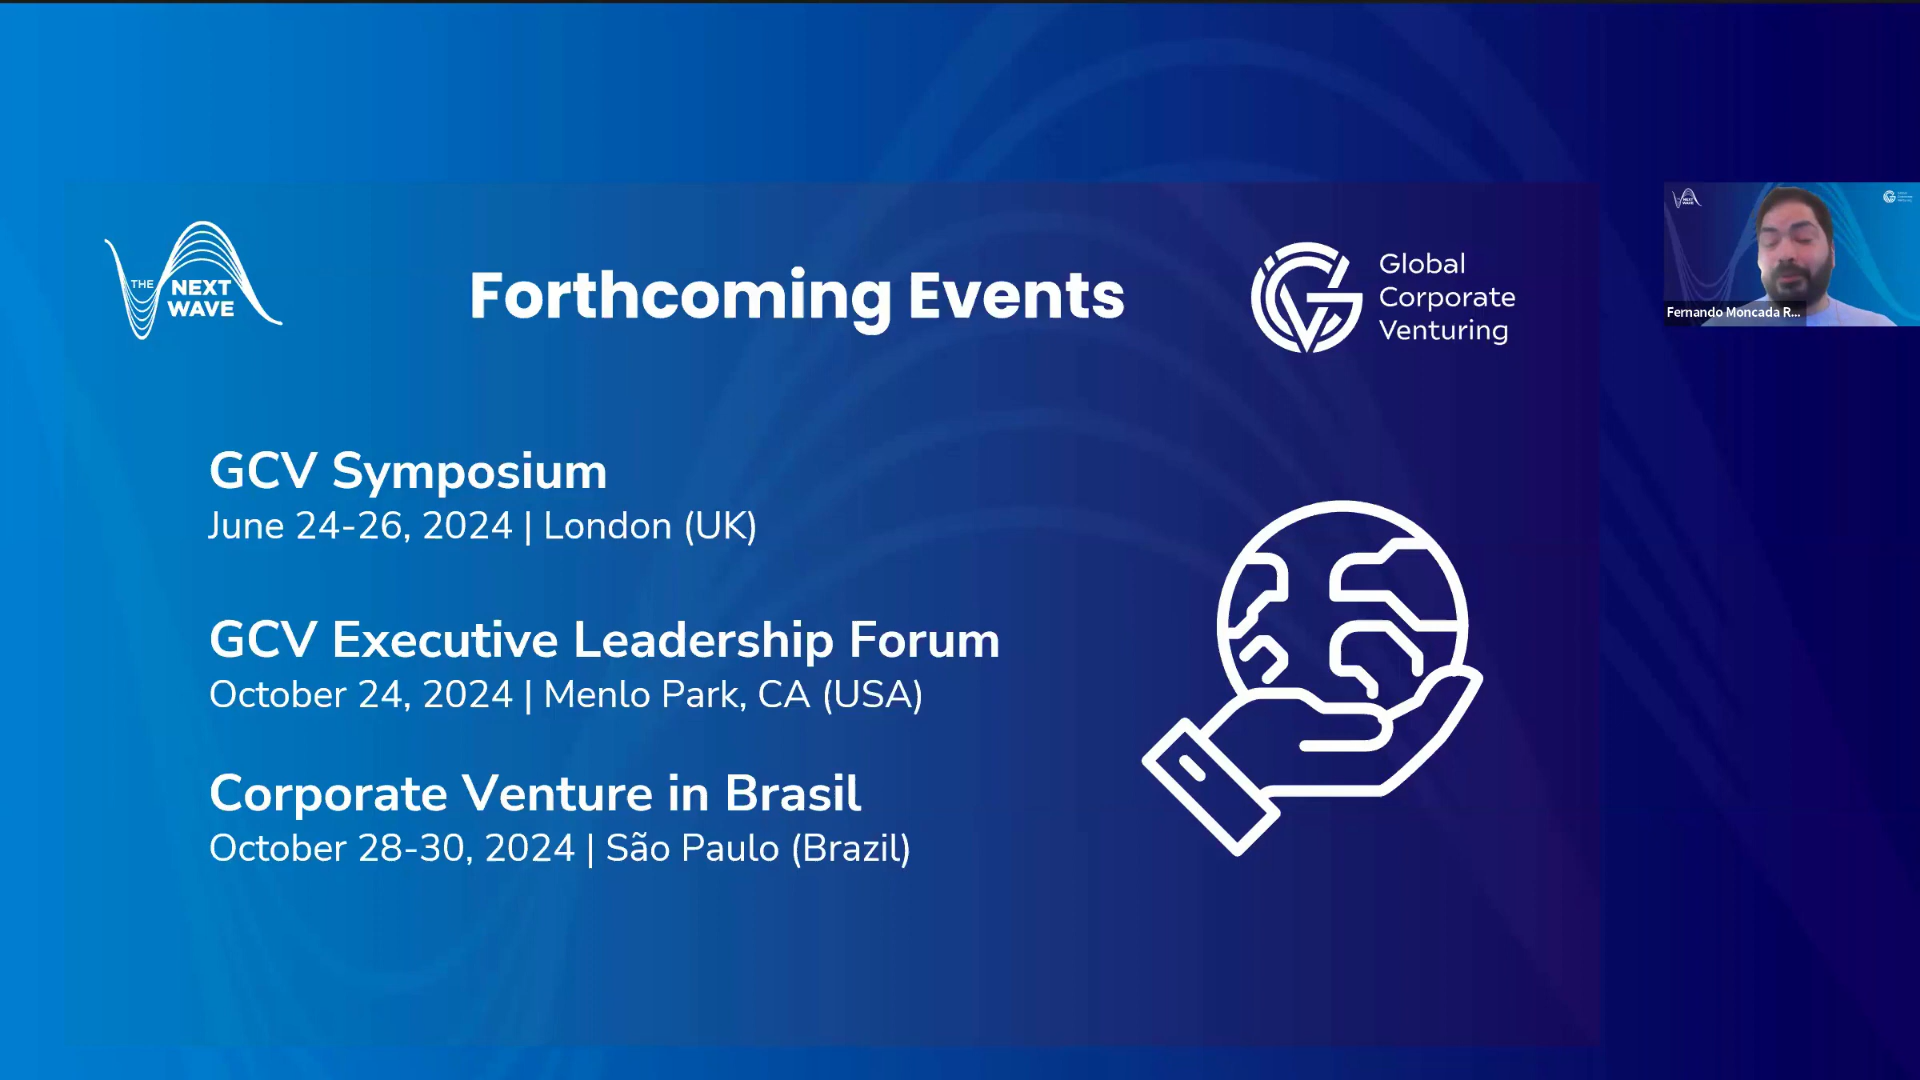 THE NEXT
WAVE
Forthcoming Events
Global
Corporate
Venturing
GCV Symposium
June 24-26, 2024 | London (UK)
GCV Executive Leadership Forum
October 24, 2024 | Menlo Park, CA (USA)
Corporate Venture in Brasil
October 28-30, 2024 | São Paulo (Brazil)
NEXT
WAVE
Fernando Moncada R...